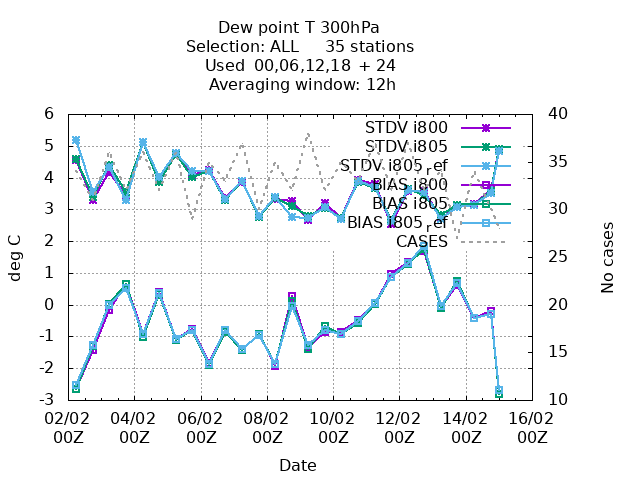 Dew point T 300hPa
Selection: ALL 35 stations
Used 00,06,12,18 + 24
Averaging window: 12h
6 40
STDV i800
STDV i805
5 35
STDV i805ref
4
BIAS i800
BIAS i805
3 30
BIAS i805ref
CASES
2 25
deg C
No cases
1
0 20
-1 15
-2
-3 10
02/02 04/02 06/02 08/02 10/02 12/02 14/02 16/02
00Z 00Z 00Z 00Z 00Z 00Z 00Z 00Z
Date